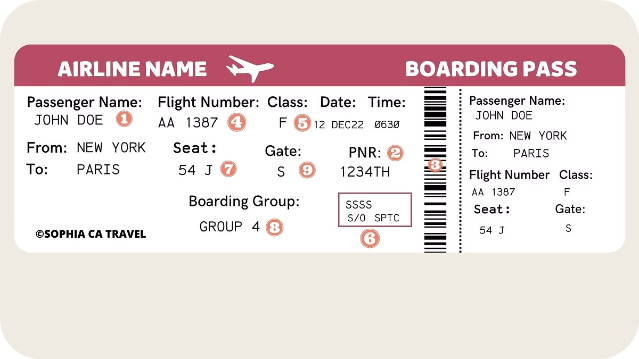 AIRLINE NAME
BOARDING PASS
Passenger Name: Flight Number: Class: Date: Time:
JOHN DOE 1 AA 1387 4 F 5 12 DEC22 0630
From: NEW YORK Seat: Gate: PNR: 2
To: PARIS 54 J 7 S 9 1234TH
Boarding Group:
GROUP 4 8
SSSS
S/O SPTC
6
©SOPHIA CA TRAVEL
3
Passenger Name:
JOHN DOE
From: NEW YORK
To: PARIS
Flight Number Class:
AA 1387 F
Seat: Gate:
54 J S